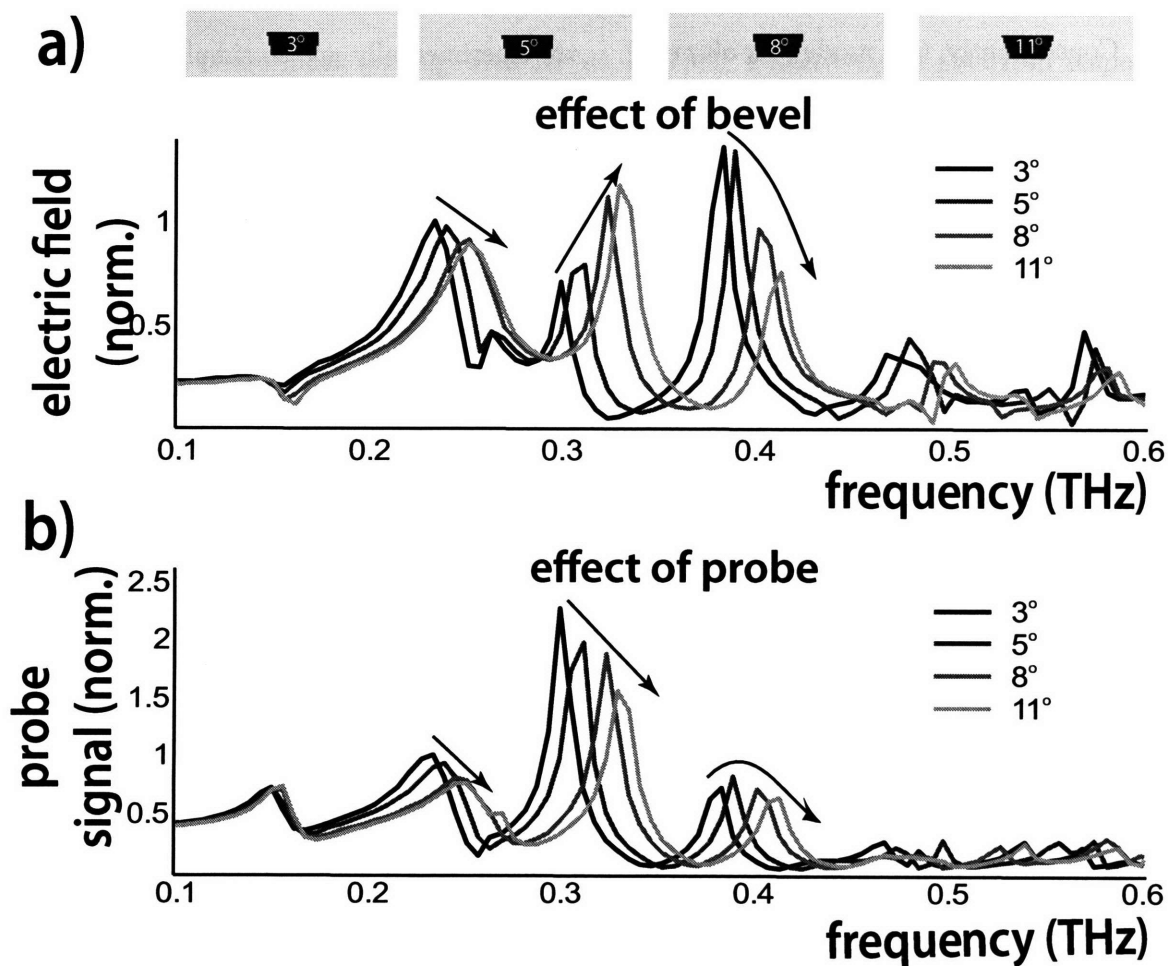 a)
3° 5° 8° 11°
effect of bevel
electric field
(norm.)
1
0.5
3°
5°
8°
11°
0.1 0.2 0.3 0.4 0.5 0.6
frequency (THz)
b)
effect of probe
probe
signal (norm.)
2.5
2
1.5
1
0.5
3°
5°
8°
11°
0.1 0.2 0.3 0.4 0.5 0.6
frequency (THz)